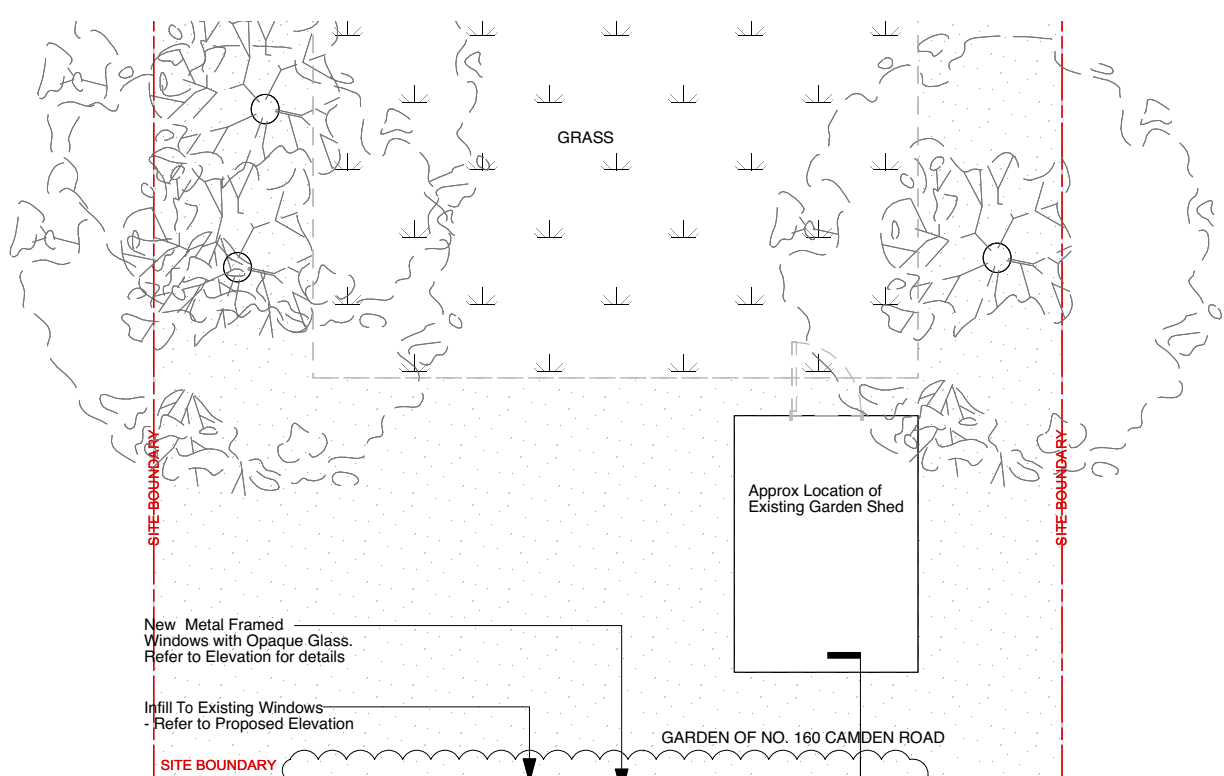 GRASS
SITE BOUNDARY
SITE BOUNDARY
Approx Location of
Existing Garden Shed
New Metal Framed
Windows with Opaque Glass.
Refer to Elevation for details
Infill To Existing Windows
- Refer to Proposed Elevation
GARDEN OF NO. 160 CAMDEN ROAD
SITE BOUNDARY